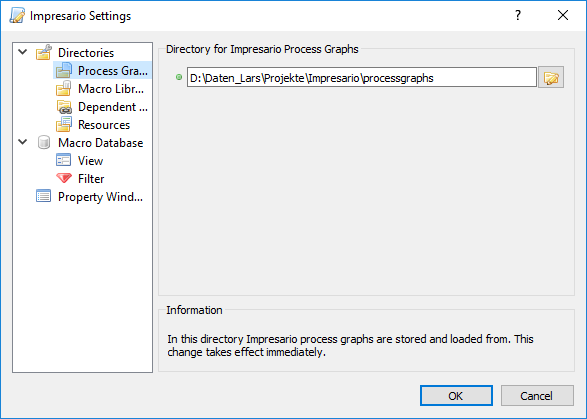 Impresario Settings
?
Directories
Process Gra...
Macro Libr...
Dependent ...
Resources
Macro Database
View
Filter
Property Wind...
Directory for Impresario Process Graphs
D:\Daten_Lars\Projekte\Impresario\processgraphs
Information
In this directory Impresario process graphs are stored and loaded from. This
change takes effect immediately.
OK
Cancel